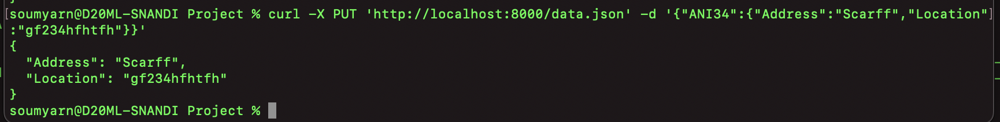 [soumyarn@D20ML-SNANDI Project % curl -X PUT 'http://localhost:8000/data.json' -d '{"ANI34":{"Address":"Scarff","Location"]
:"gf234hfhtfh"}}'
{
  "Address": "Scarff",
  "Location": "gf234hfhtfh"
}
soumyarn@D20ML-SNANDI Project %